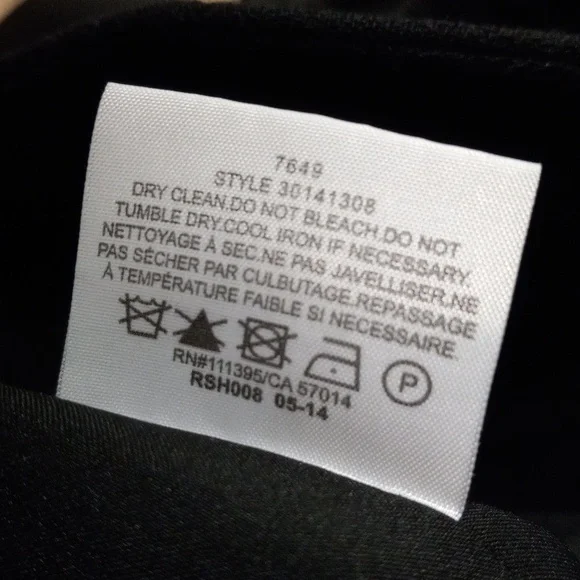 7649
STYLE 30141308
DRY CLEAN.DO NOT BLEACH.DO NOT
TUMBLE DRY.COOL IRON IF NECESSARY.
NETTOYAGE À SEC.NE PAS JAVELLISER.NE
PAS SÉCHER PAR CULBUTAGE.REPASSAGE
À TEMPÉRATURE FAIBLE SI NECESSAIRE.
P
RN#111395/CA 57014
RSH008 05-14